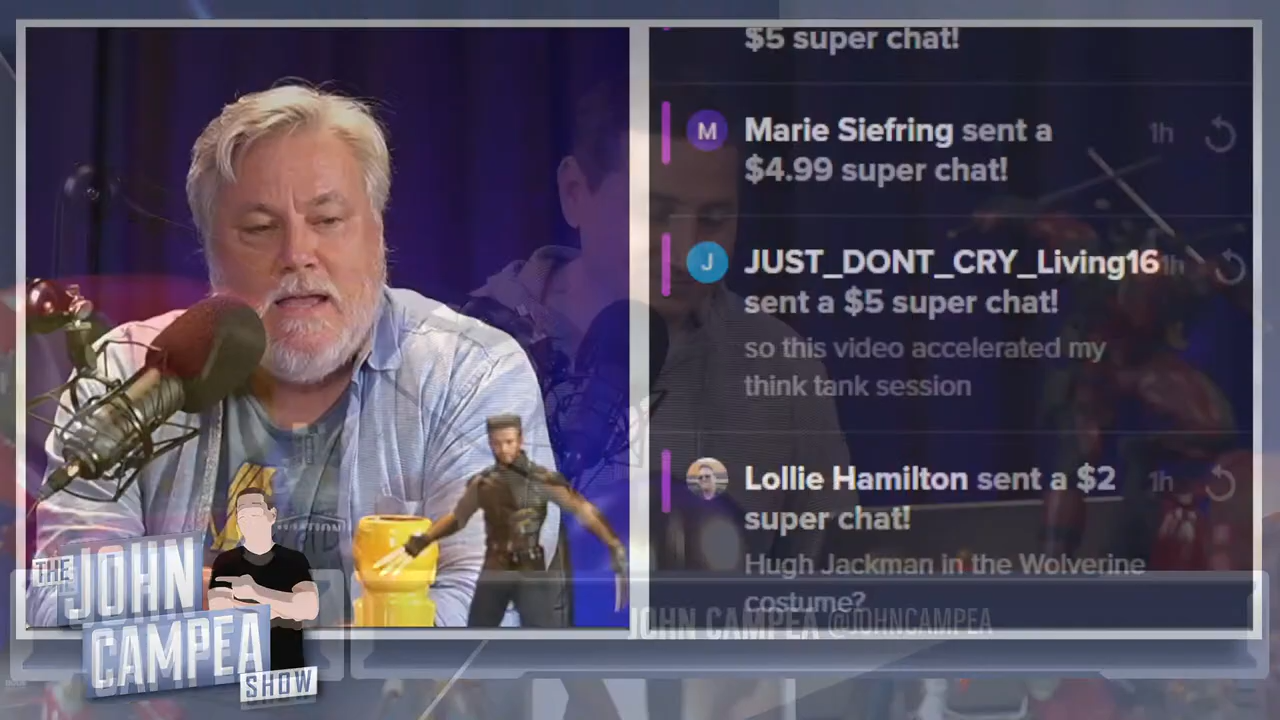 $5 super chat!
M
Marie Siefring sent a
1h
$4.99 super chat!
J
JUST_DONT_CRY_Living16
1h
sent a $5 super chat!
so this video accelerated my
think tank session
Lollie Hamilton sent a $2
1h
super chat!
Hugh Jackman in the Wolverine
costume?
JOHN CAMPEA @JOHNCAMPEA
THE
JOHN
CAMPEA
SHOW